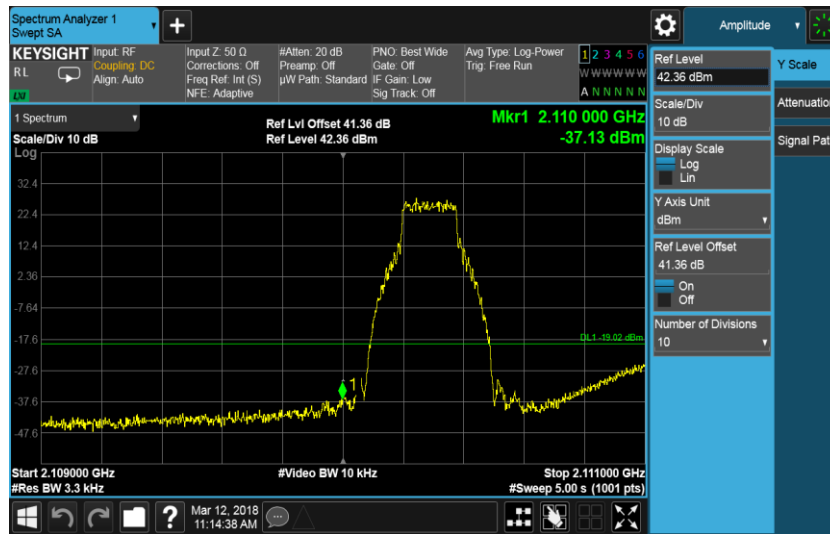 Spectrum Analyzer 1
Swept SA
+
Amplitude
KEYSIGHT
RL
LXI
Input: RF
Coupling: DC
Align: Auto
Input Z: 50 Ω
Corrections: Off
Freq Ref: Int (S)
NFE: Adaptive
#Atten: 20 dB
Preamp: Off
µW Path: Standard
PNO: Best Wide
Gate: Off
IF Gain: Low
Sig Track: Off
Avg Type: Log-Power
Trig: Free Run
1 2 3 4 5 6
W W W W W W
A N N N N N
1 Spectrum
Scale/Div 10 dB
Log
Ref Lvl Offset 41.36 dB
Ref Level 42.36 dBm
Mkr1 2.110 000 GHz
-37.13 dBm
32.4
22.4
12.4
2.36
-7.64
-17.6
-27.6
-37.6
-47.6
DL1 -19.02 dBm
1
Start 2.109000 GHz
#Res BW 3.3 kHz
#Video BW 10 kHz
Stop 2.111000 GHz
#Sweep 5.00 s (1001 pts)
?
Mar 12, 2018
11:14:38 AM
Ref Level
42.36 dBm
Scale/Div
10 dB
Display Scale
Log
Lin
Y Axis Unit
dBm
Ref Level Offset
41.36 dB
On
Off
Number of Divisions
10
Y Scale
Attenuation
Signal Pat